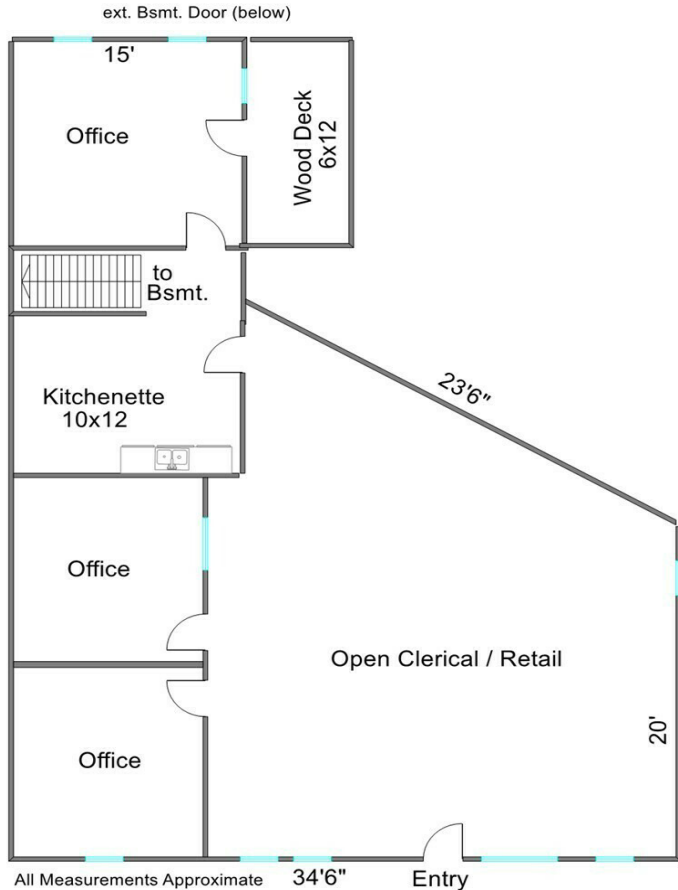 ext. Bsmt. Door (below)
15'
Office
Wood Deck
6x12
to
Bsmt.
Kitchenette
10x12
23'6"
Office
Open Clerical / Retail
20'
Office
All Measurements Approximate
34'6"
Entry